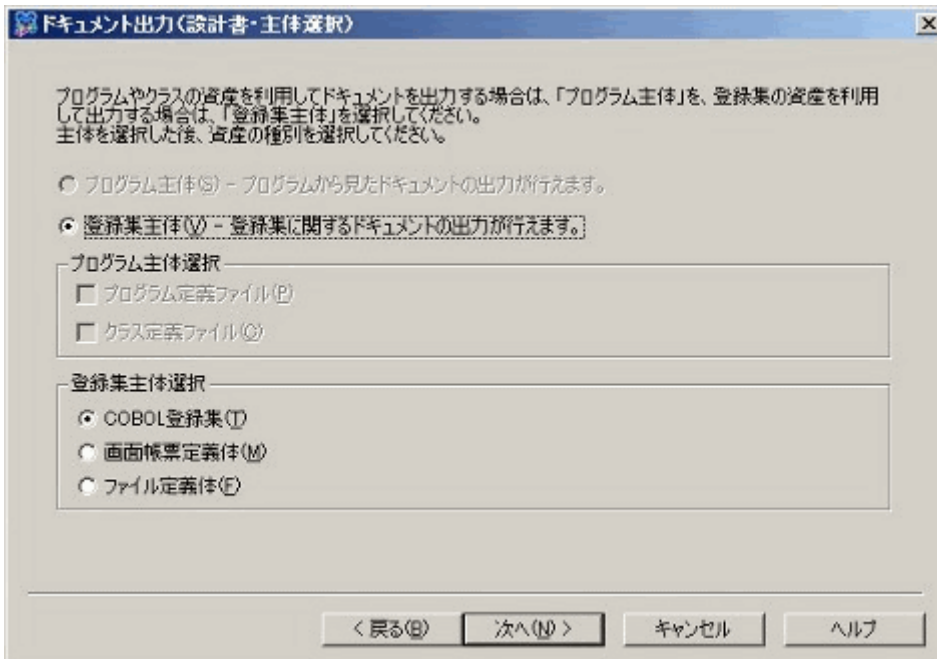 ドキュメント出力(設計書・主体選択)
プログラムやクラスの資産を利用してドキュメントを出力する場合は、「プログラム主体」を、登録集の資産を利用
して出力する場合は、「登録集主体」を選択してください。
主体を選択した後、資産の種別を選択してください。
プログラム主体(S) - プログラムから見たドキュメントの出力が行えます。
登録集主体(V) - 登録集に関するドキュメントの出力が行えます。
プログラム主体選択
プログラム定義ファイル(P)
クラス定義ファイル(C)
登録集主体選択
COBOL登録集(T)
画面帳票定義体(M)
ファイル定義体(F)
< 戻る(B)
次へ(N) >
キャンセル
ヘルプ